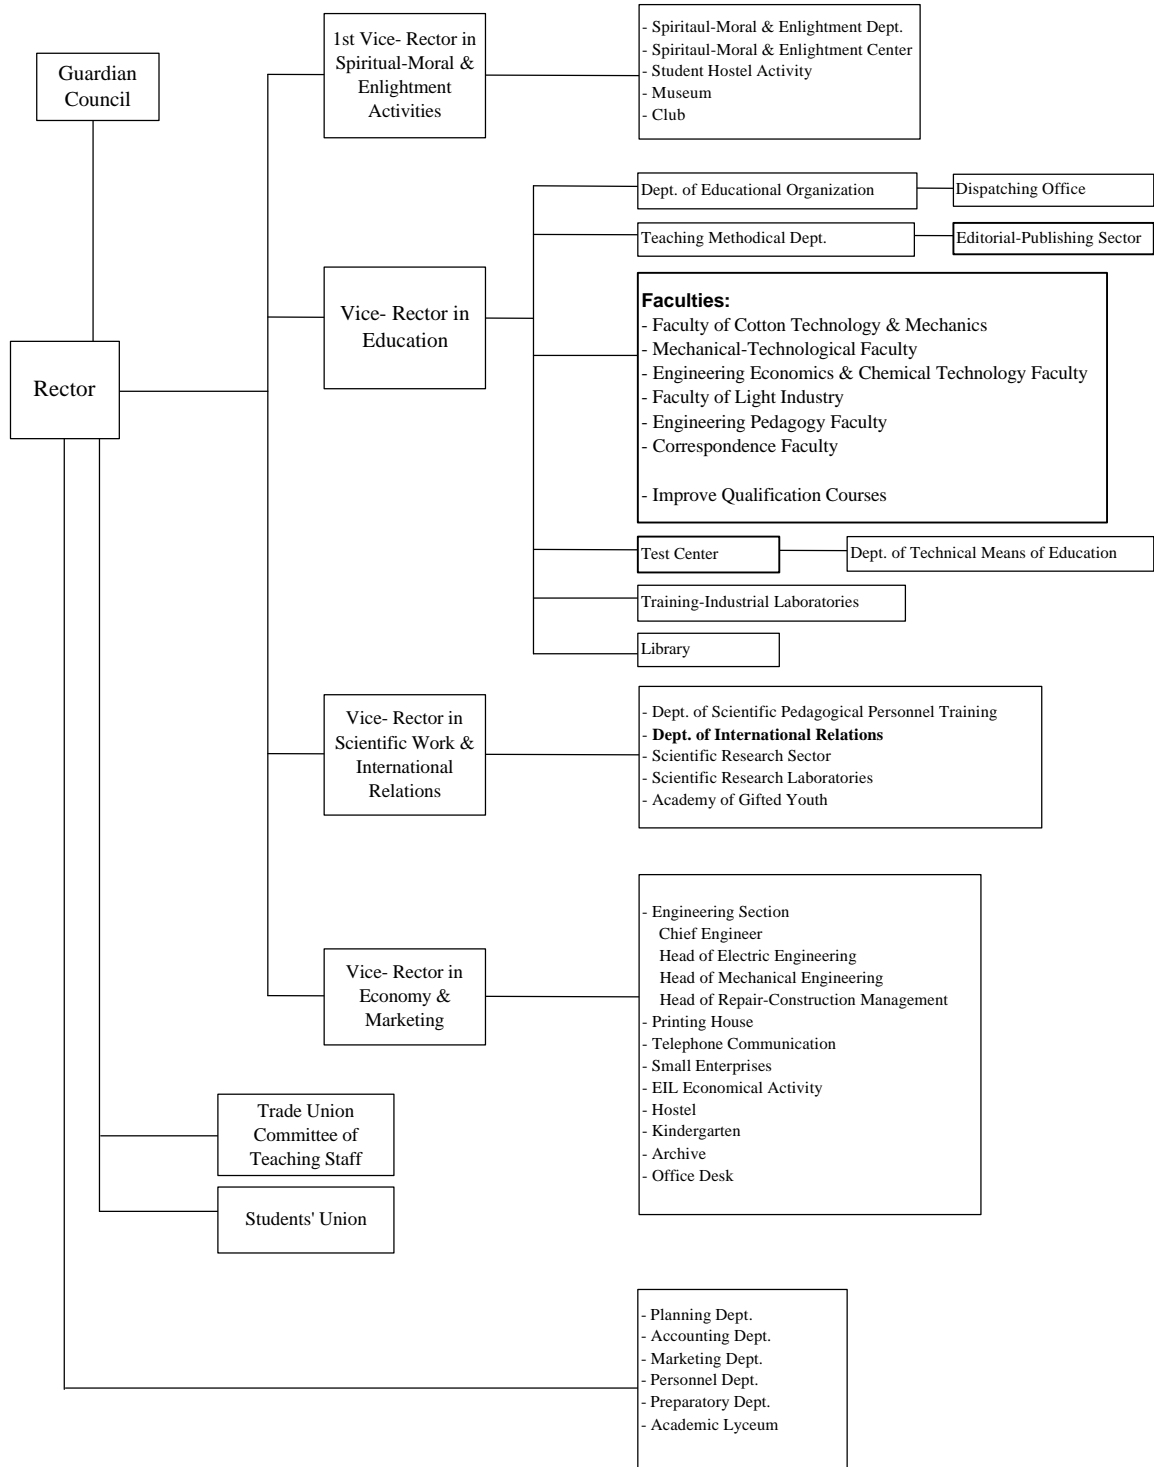 Guardian
Council
Rector
1st Vice- Rector in
Spiritual-Moral &
Enlightment
Activities
- Spiritaul-Moral & Enlightment Dept.
- Spiritaul-Moral & Enlightment Center
- Student Hostel Activity
- Museum
- Club
Vice- Rector in
Education
Dept. of Educational Organization
Dispatching Office
Teaching Methodical Dept.
Editorial-Publishing Sector
Faculties:
- Faculty of Cotton Technology & Mechanics
- Mechanical-Technological Faculty
- Engineering Economics & Chemical Technology Faculty
- Faculty of Light Industry
- Engineering Pedagogy Faculty
- Correspondence Faculty
- Improve Qualification Courses
Test Center
Dept. of Technical Means of Education
Training-Industrial Laboratories
Library
Vice- Rector in
Scientific Work &
International
Relations
- Dept. of Scientific Pedagogical Personnel Training
- Dept. of International Relations
- Scientific Research Sector
- Scientific Research Laboratories
- Academy of Gifted Youth
Vice- Rector in
Economy &
Marketing
- Engineering Section
Chief Engineer
Head of Electric Engineering
Head of Mechanical Engineering
Head of Repair-Construction Management
- Printing House
- Telephone Communication
- Small Enterprises
- EIL Economical Activity
- Hostel
- Kindergarten
- Archive
- Office Desk
Trade Union
Committee of
Teaching Staff
Students' Union
- Planning Dept.
- Accounting Dept.
- Marketing Dept.
- Personnel Dept.
- Preparatory Dept.
- Academic Lyceum